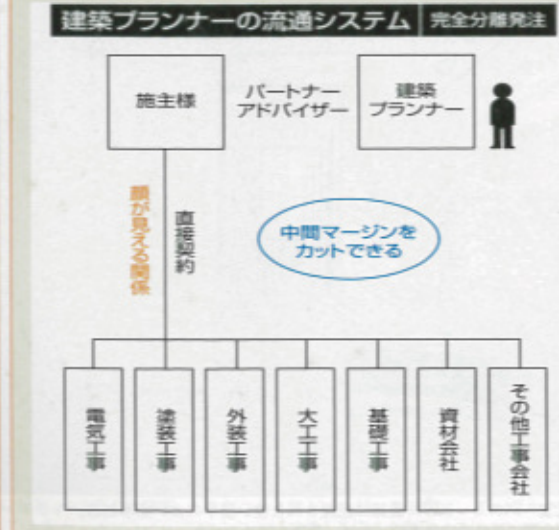 建築プランナーの流通システム 完全分離発注
施主様
パートナー
アドバイザー
建築
プランナー
顔が見える関係
直接契約
中間マージンを
カットできる
電気工事
塗装工事
外装工事
大工工事
基礎工事
資材会社
その他工事会社